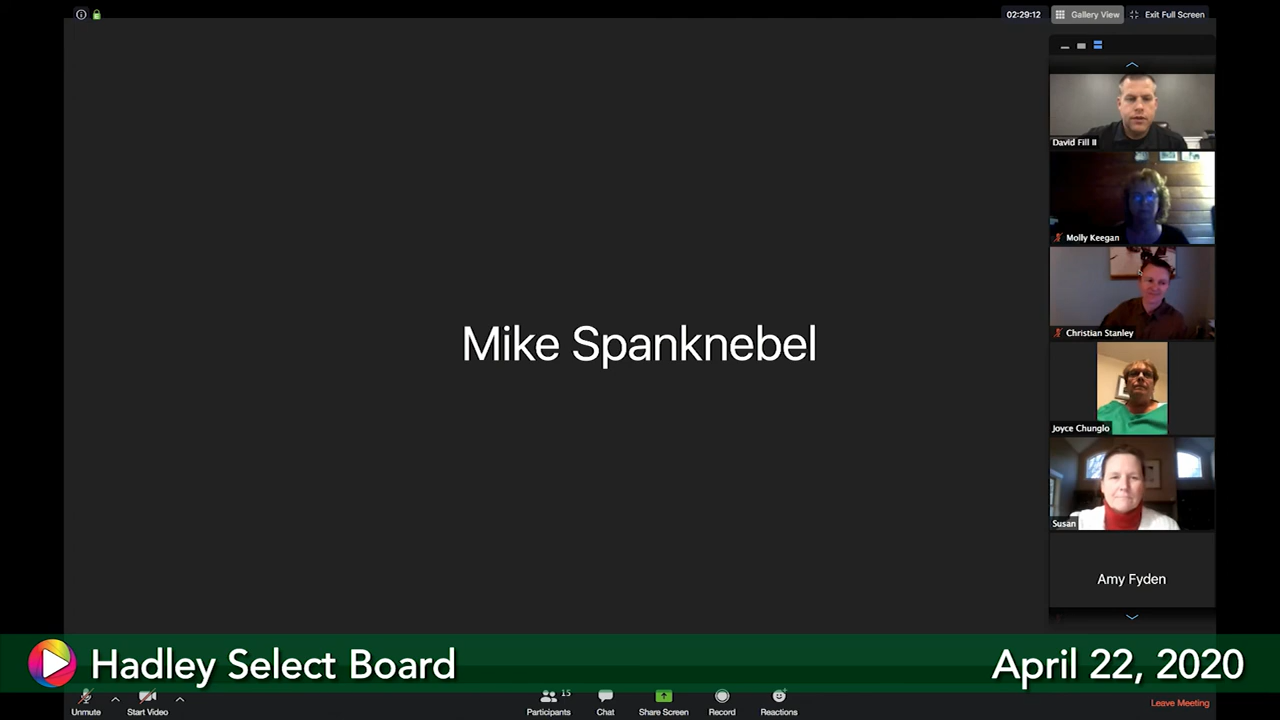 02:29:12
Gallery View
Exit Full Screen
David Fill II
Molly Keegan
Christian Stanley
Joyce Chunglo
Susan
Amy Fyden
Mike Spanknebel
Hadley Select Board
April 22, 2020
Unmute
Start Video
Participants
15
Chat
Share Screen
Record
Reactions
Leave Meeting